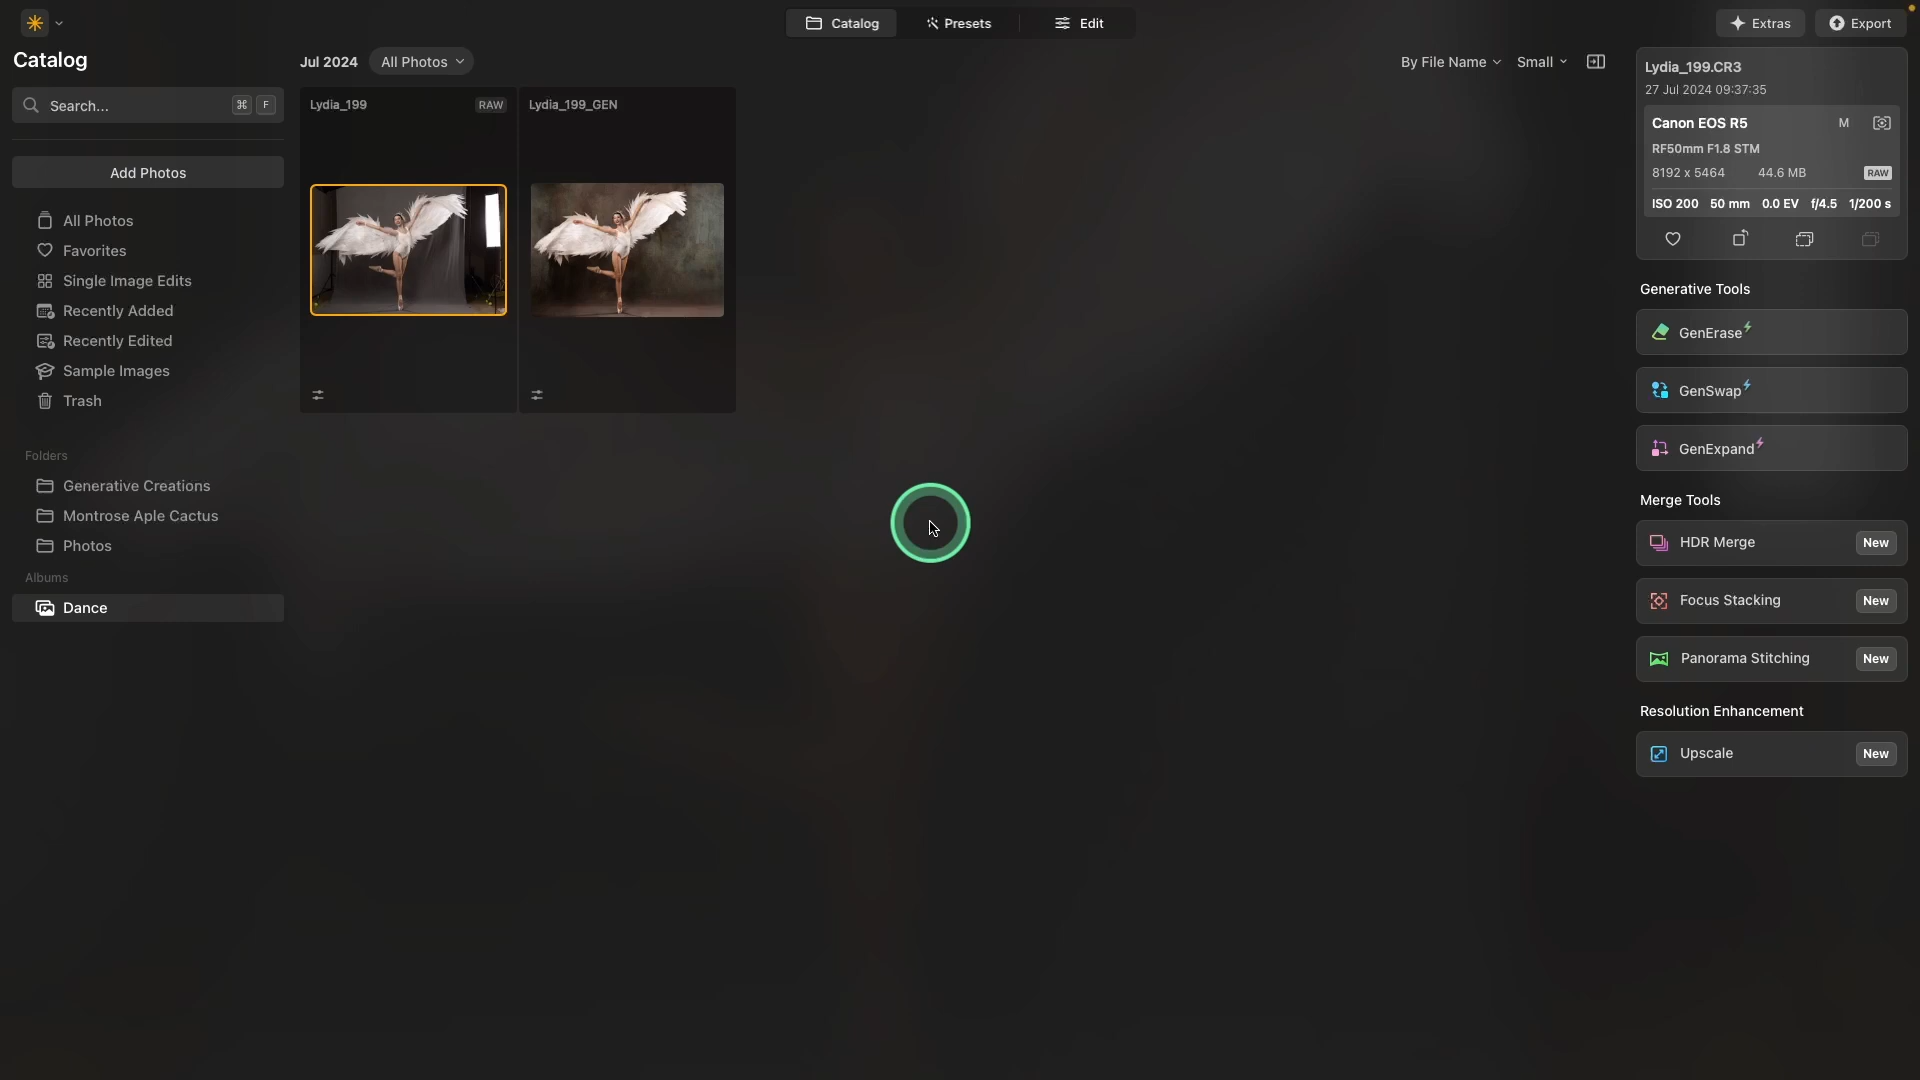 Catalog
Presets
Edit
Extras
Export
Catalog
Jul 2024
All Photos
By File Name
Small
Search...
⌘ F
Add Photos
All Photos
Favorites
Single Image Edits
Recently Added
Recently Edited
Sample Images
Trash
Folders
Generative Creations
Montrose Aple Cactus
Photos
Albums
Dance
Lydia_199
RAW
Lydia_199_GEN
Lydia_199.CR3
27 Jul 2024 09:37:35
Canon EOS R5
M
RF50mm F1.8 STM
8192 x 5464 44.6 MB RAW
ISO 200 50 mm 0.0 EV f/4.5 1/200 s
Generative Tools
GenErase
GenSwap
GenExpand
Merge Tools
HDR Merge New
Focus Stacking New
Panorama Stitching New
Resolution Enhancement
Upscale New